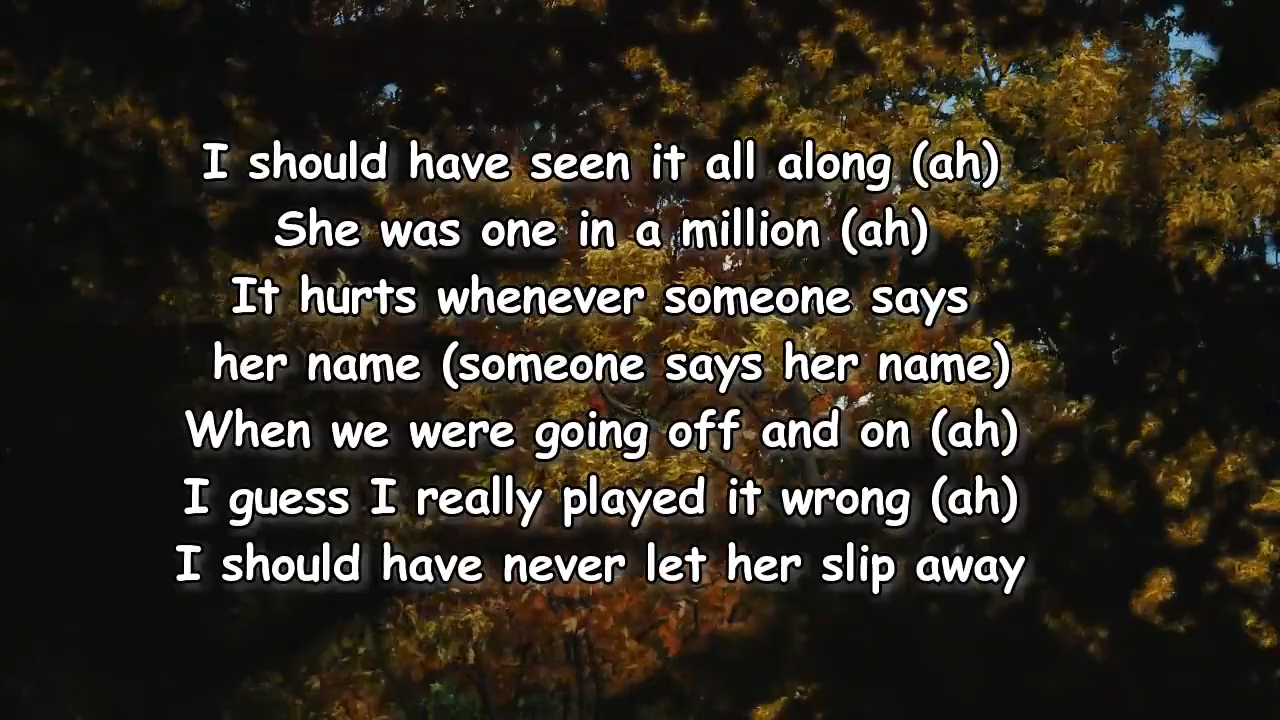 I should have seen it all along (ah)
She was one in a million (ah)
It hurts whenever someone says
her name (someone says her name)
When we were going off and on (ah)
I guess I really played it wrong (ah)
I should have never let her slip away